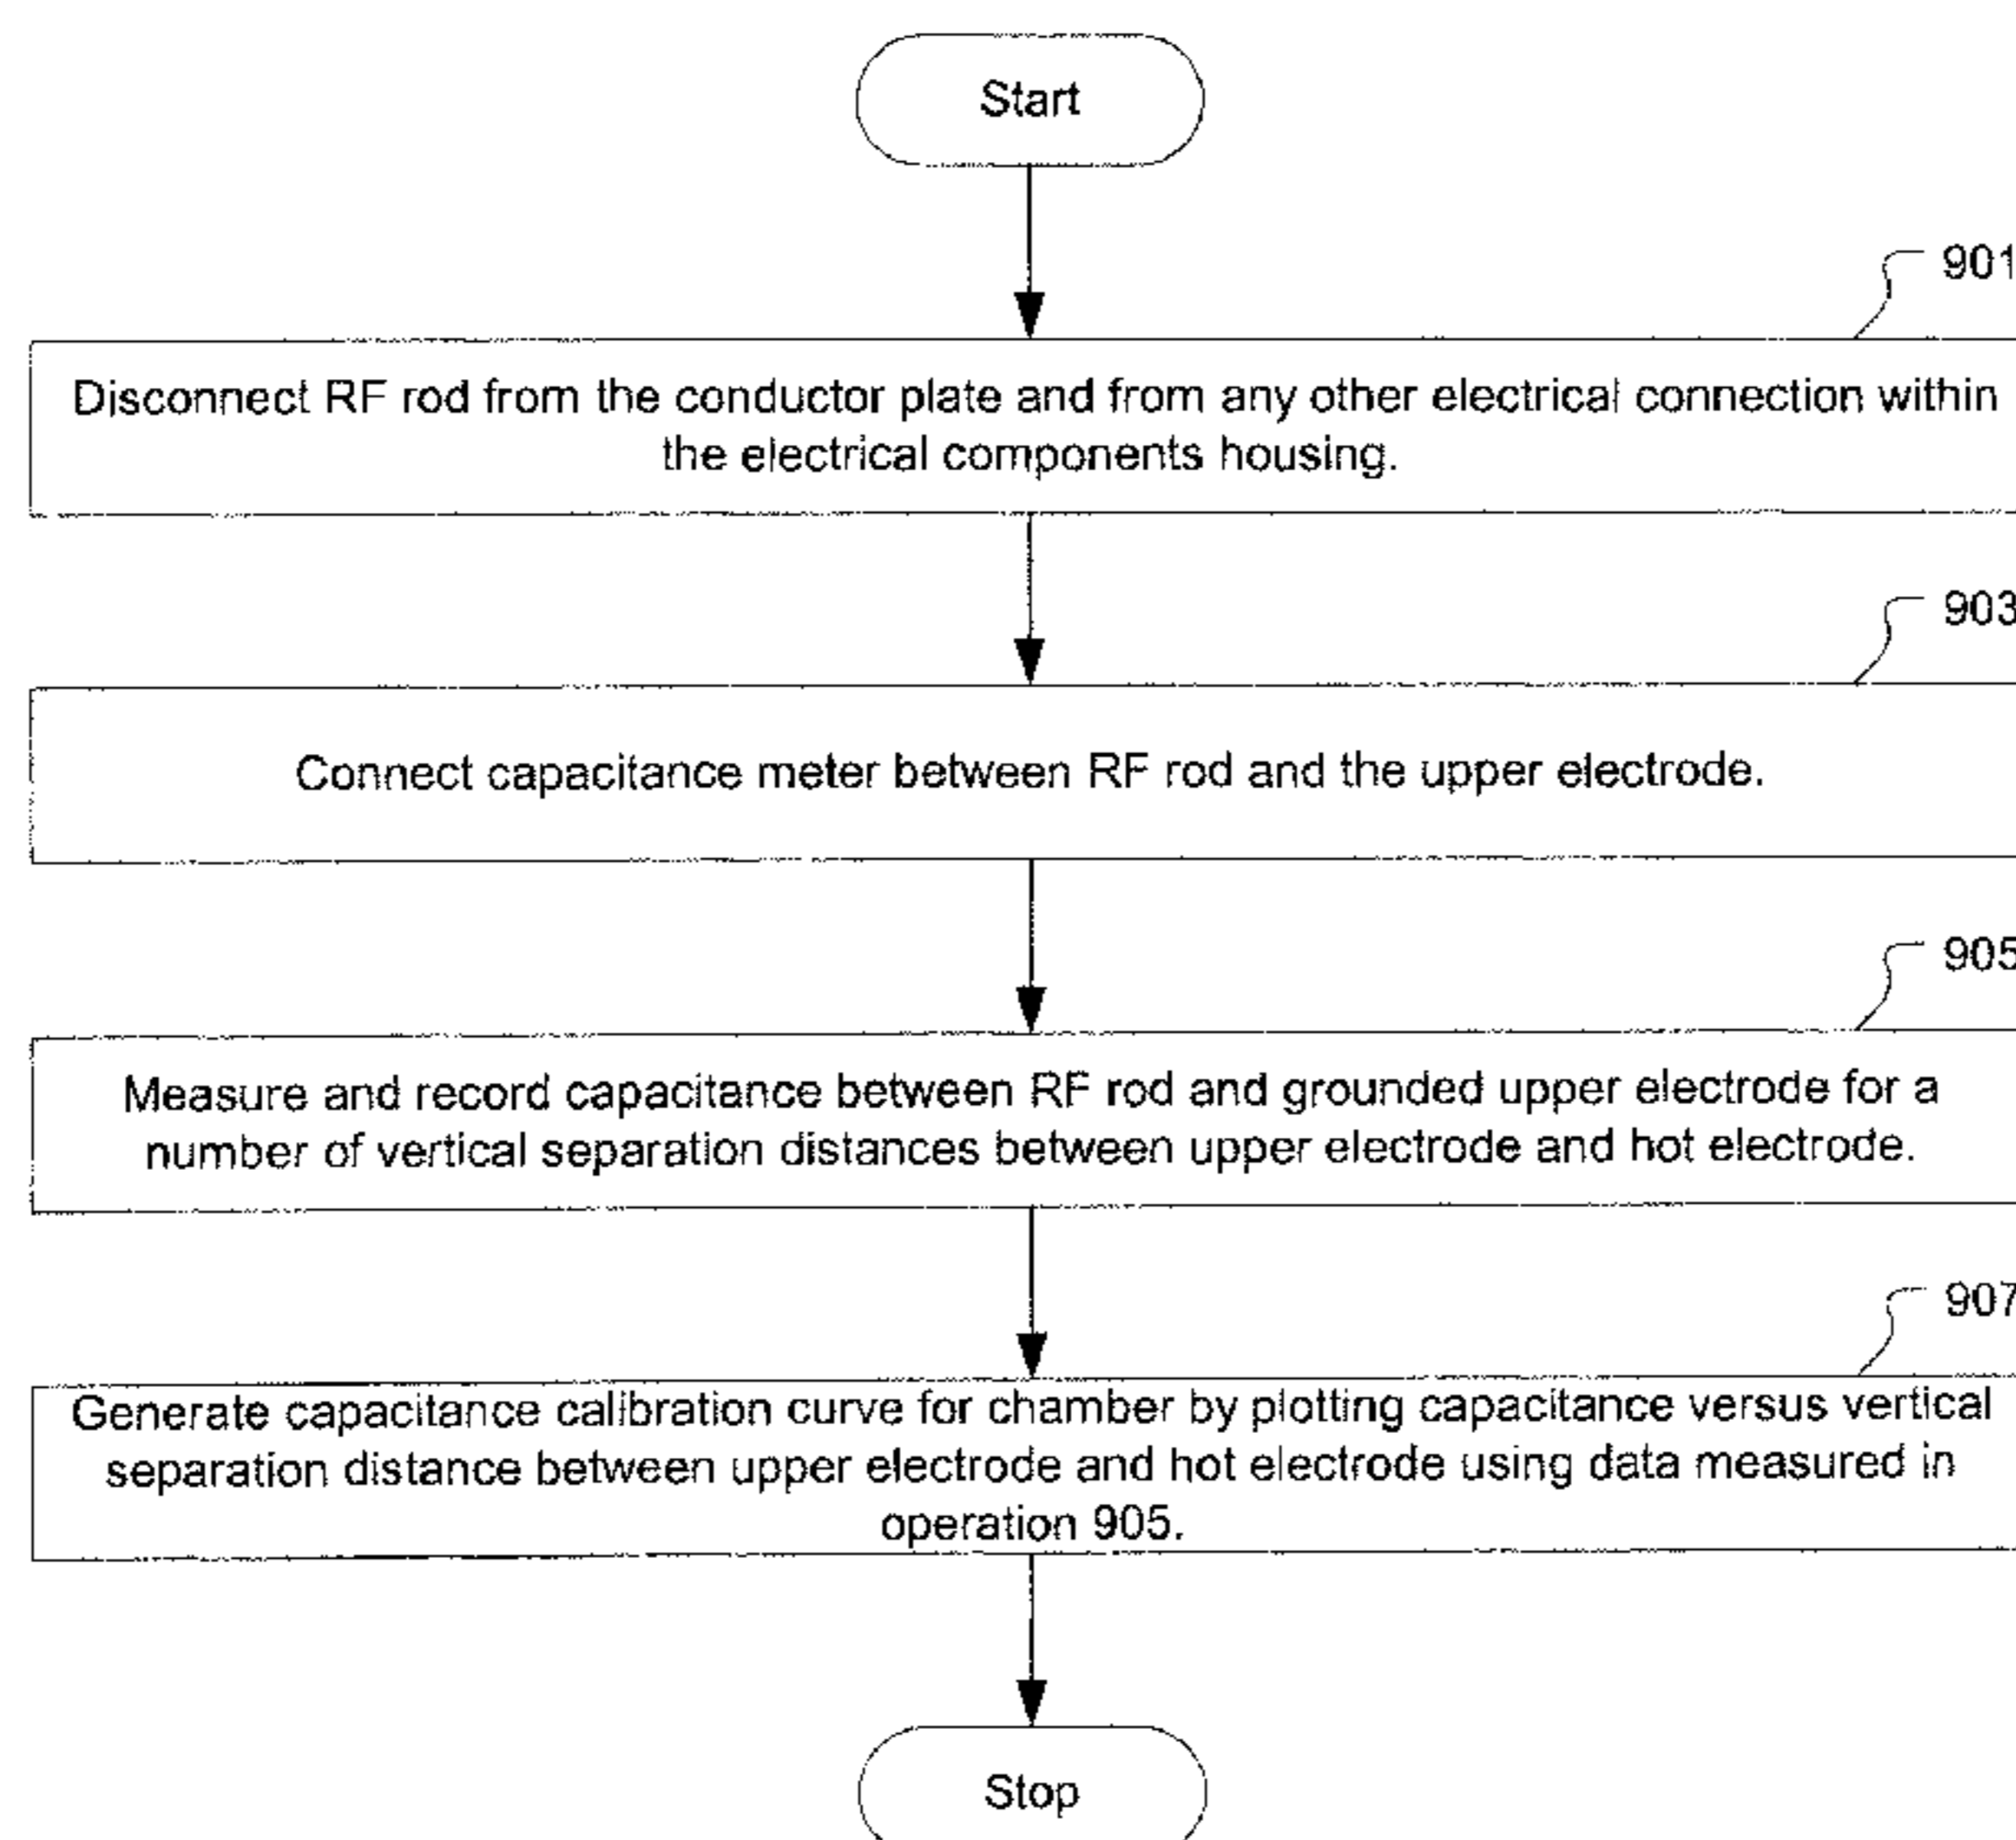 Start
901
Disconnect RF rod from the conductor plate and from any other electrical connection within
the electrical components housing.
903
Connect capacitance meter between RF rod and the upper electrode.
905
Measure and record capacitance between RF rod and grounded upper electrode for a
number of vertical separation distances between upper electrode and hot electrode.
907
Generate capacitance calibration curve for chamber by plotting capacitance versus vertical
separation distance between upper electrode and hot electrode using data measured in
operation 905.
Stop